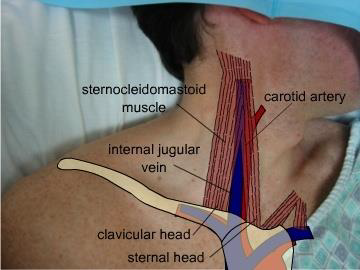 sternocleidomastoid
muscle
carotid artery
internal jugular
vein
clavicular head
sternal head